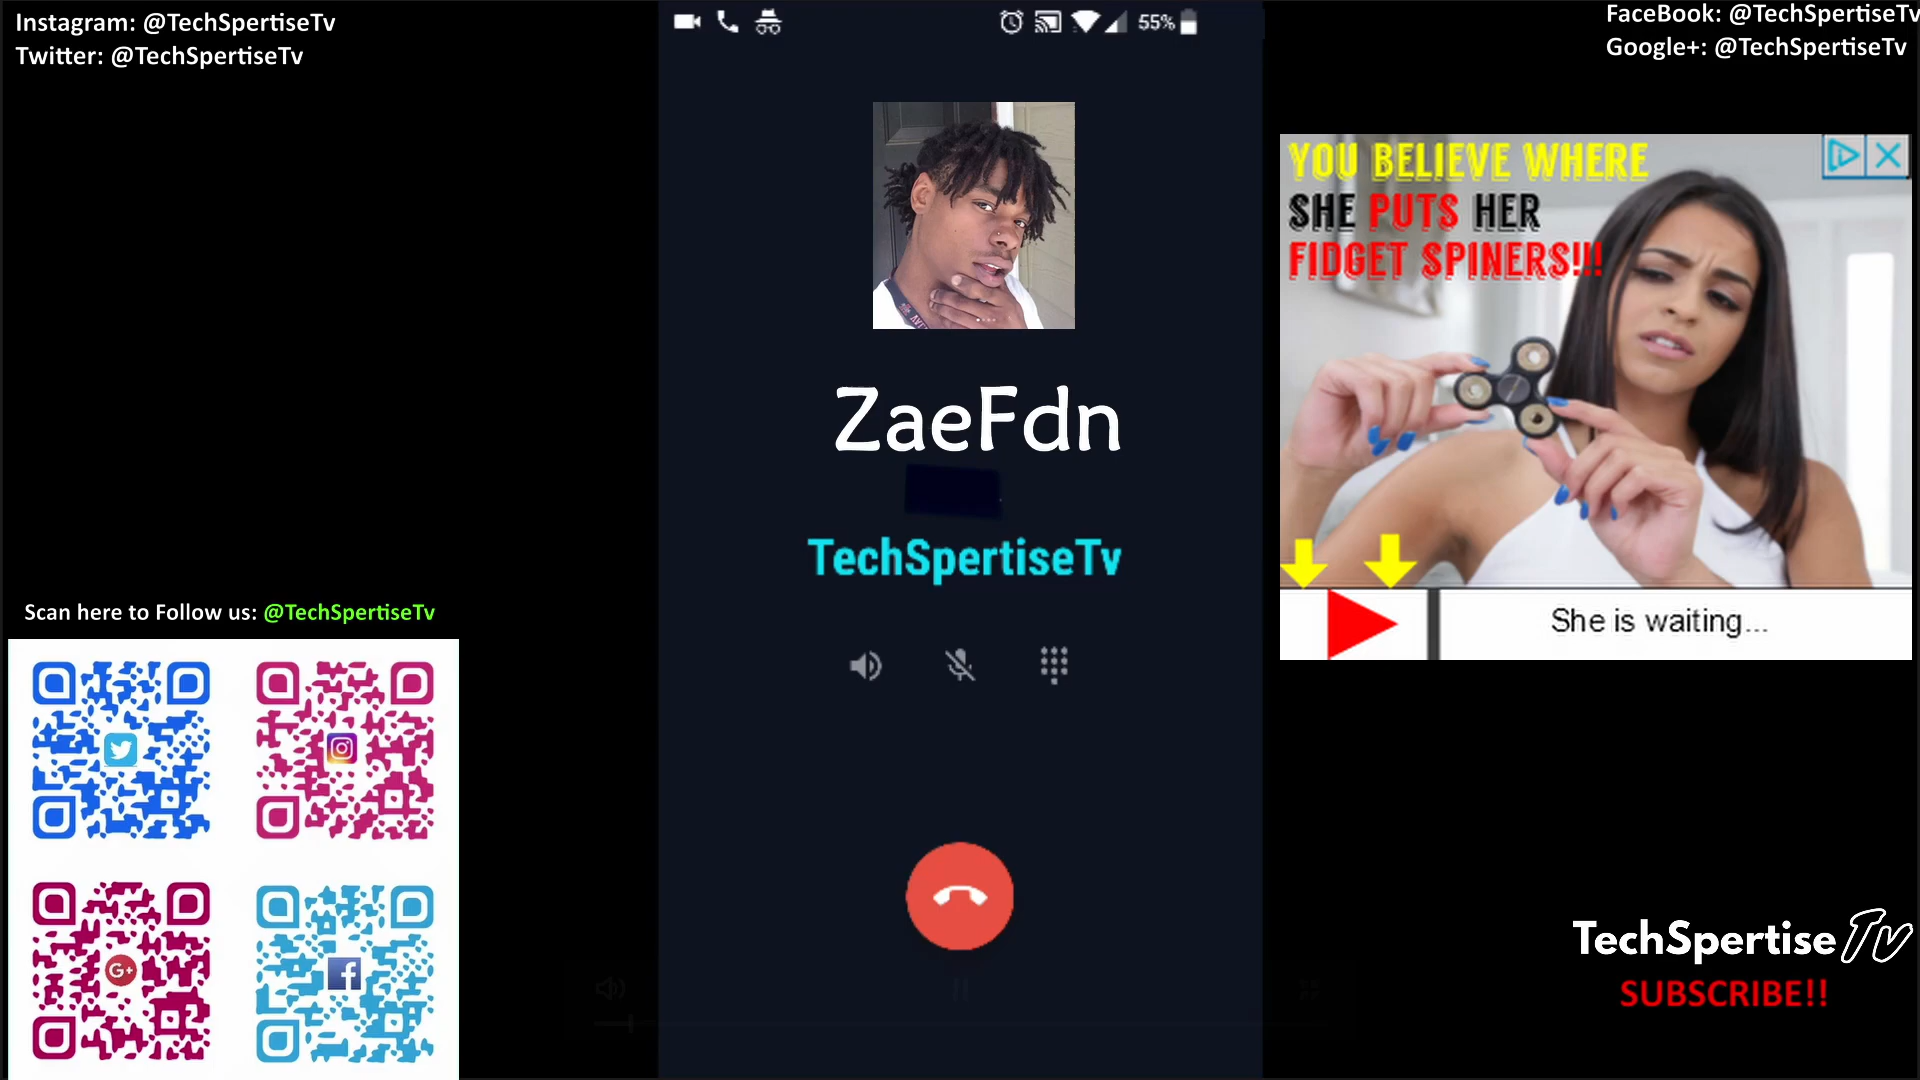 Instagram: @TechSpertiseTv
Twitter: @TechSpertiseTv
55%
FaceBook: @TechSpertiseTv
Google+: @TechSpertiseTv
YOU BELIEVE WHERE
SHE PUTS HER
FIDGET SPINERS!!!
ZaeFdn
TechSpertiseTv
She is waiting...
Scan here to Follow us: @TechSpertiseTv
G+
TechSpertiseTv
SUBSCRIBE!!